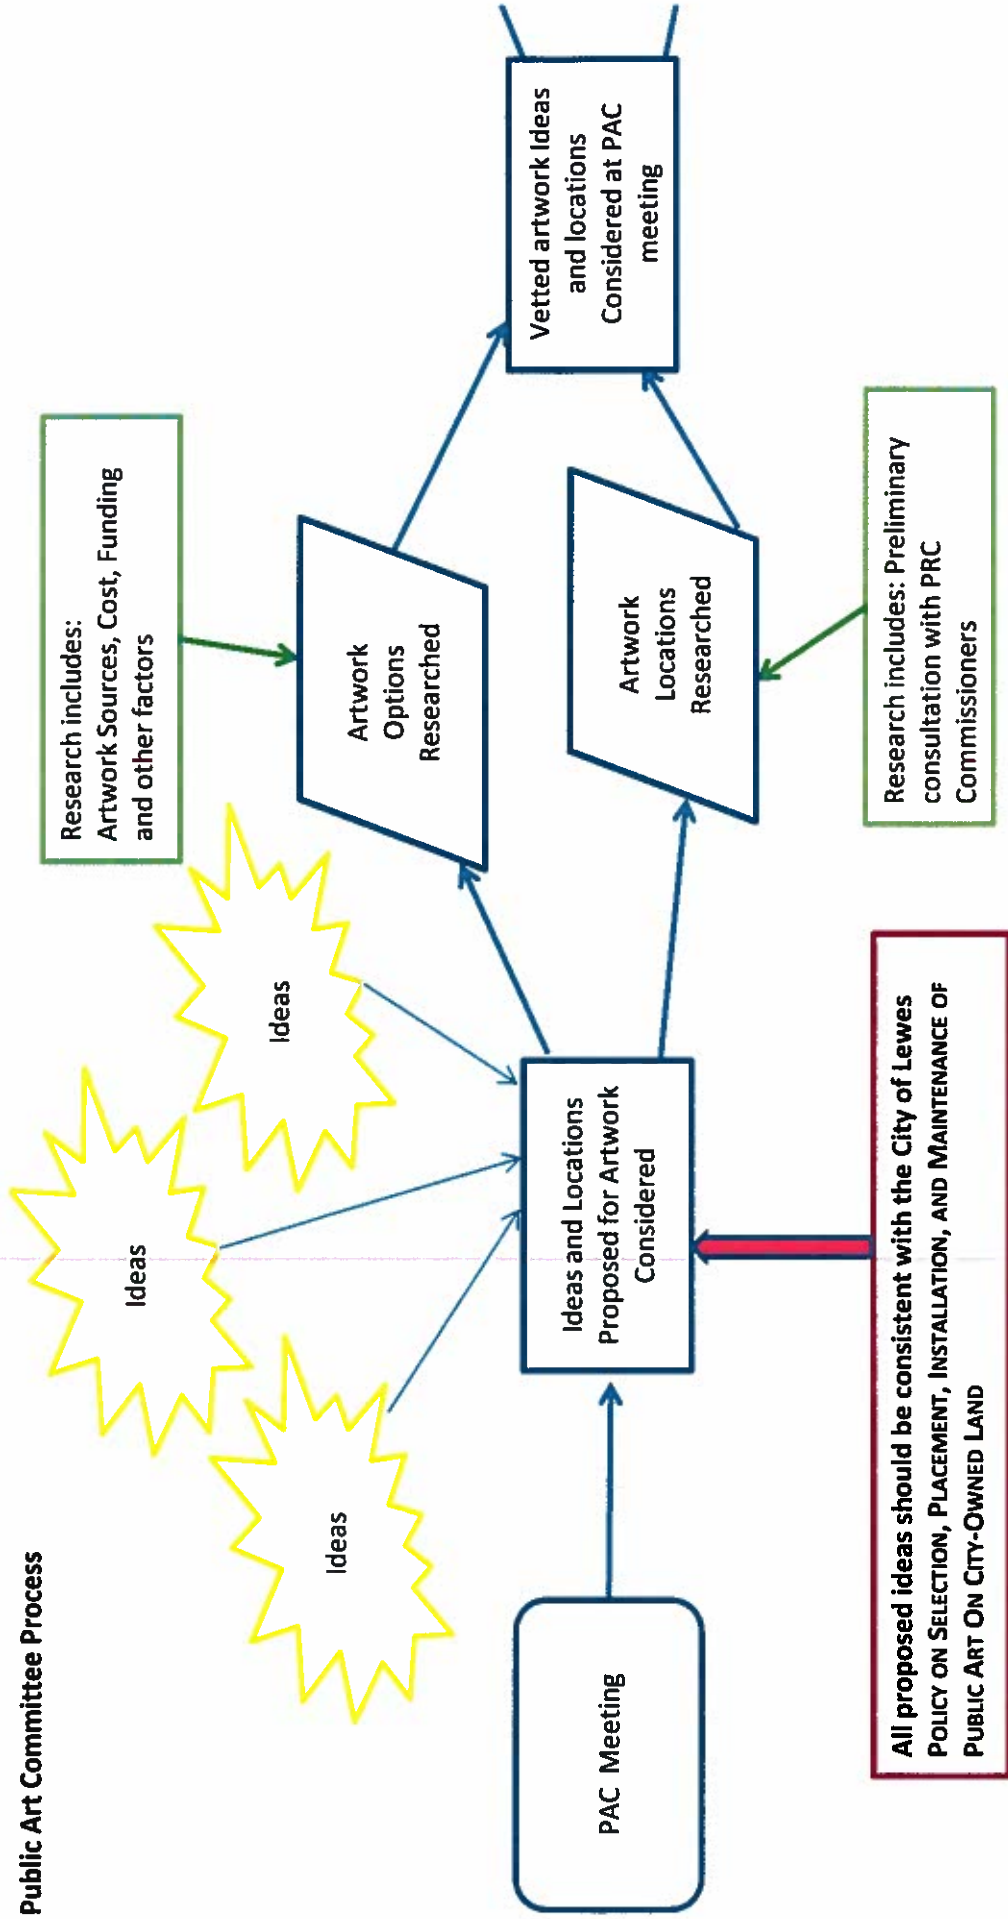 Public Art Committee Process
Ideas
Ideas
Ideas
PAC Meeting
Ideas and Locations
Proposed for Artwork
Considered
All proposed ideas should be consistent with the City of Lewes
POLICY ON SELECTION, PLACEMENT, INSTALLATION, AND MAINTENANCE OF
PUBLIC ART ON CITY-OWNED LAND
Research includes:
Artwork Sources, Cost, Funding
and other factors
Artwork
Options
Researched
Artwork
Locations
Researched
Research includes: Preliminary
consultation with PRC
Commissioners
Vetted artwork Ideas
and locations
Considered at PAC
meeting